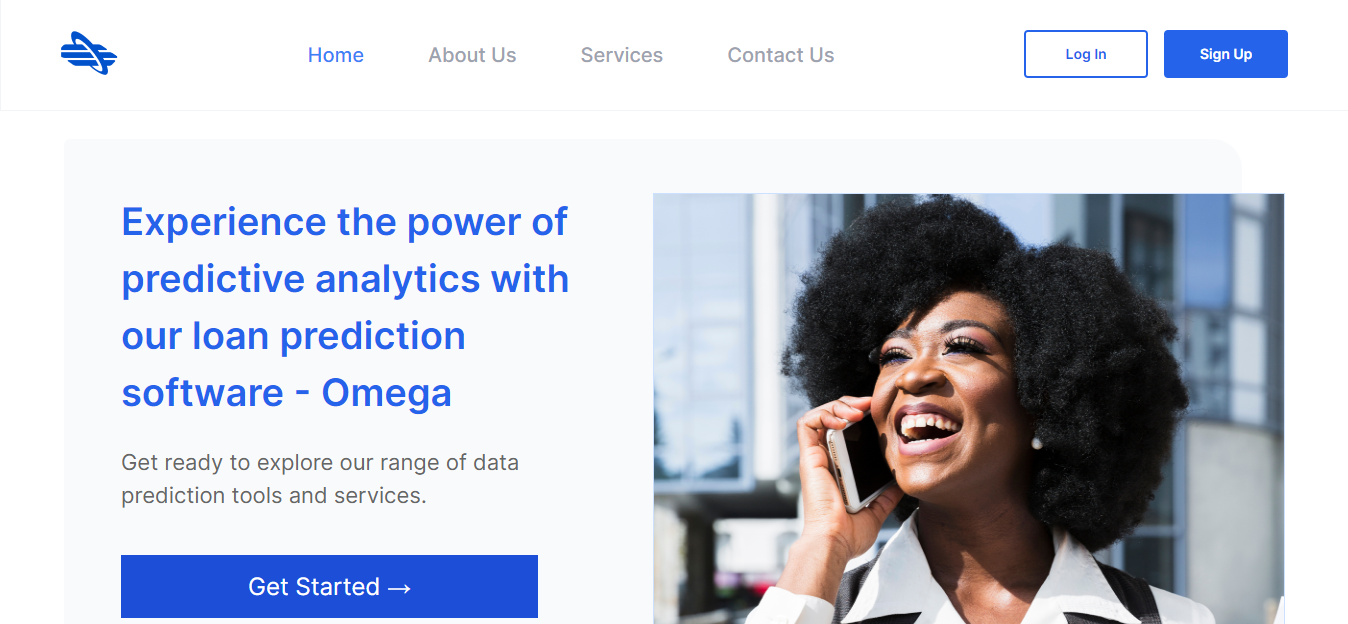 Home About Us Services Contact Us Log In Sign Up
Experience the power of
predictive analytics with
our loan prediction
software - Omega
Get ready to explore our range of data
prediction tools and services.
Get Started →